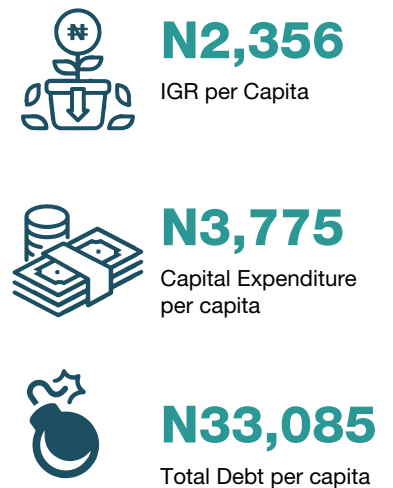 ₦
N2,356
IGR per Capita
N3,775
Capital Expenditure
per capita
N33,085
Total Debt per capita